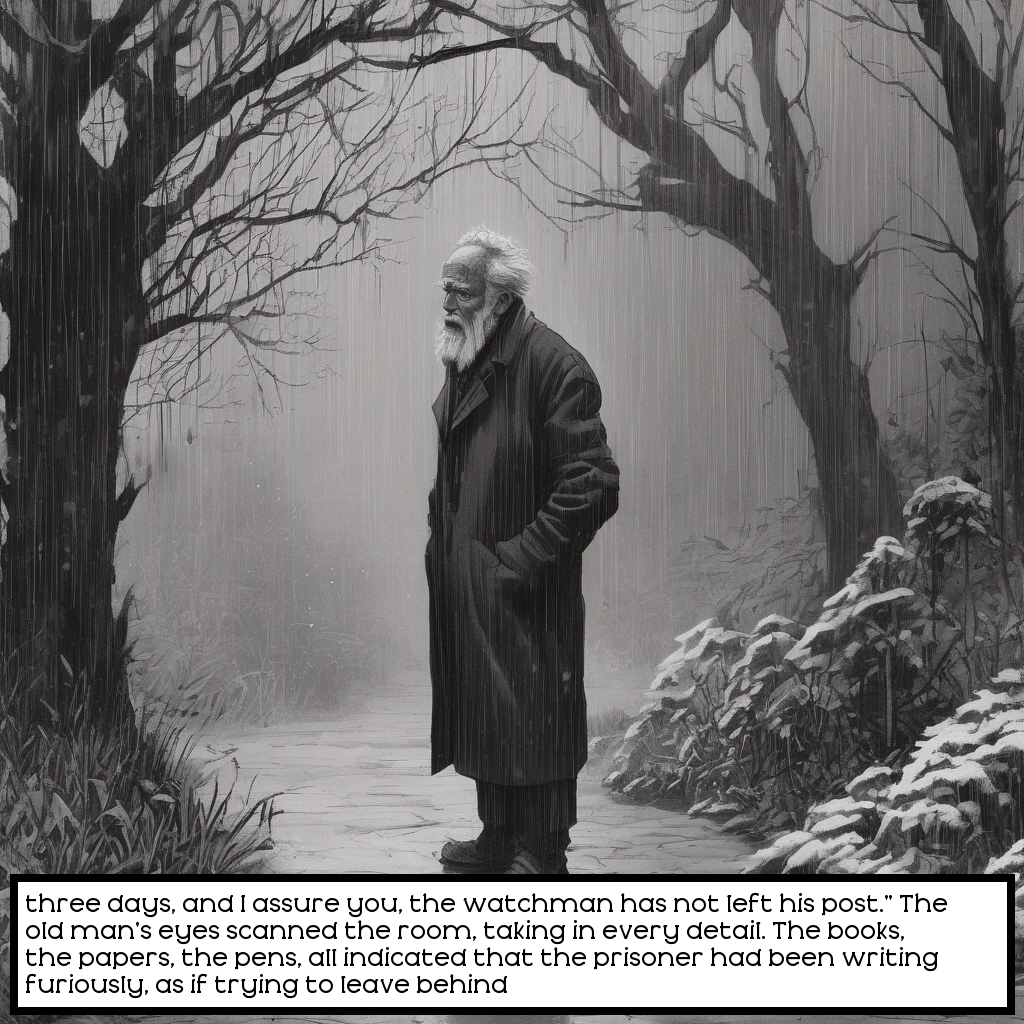 three days, and I assure you, the watchman has not left his post." The
old man's eyes scanned the room, taking in every detail. The books,
the papers, the pens, all indicated that the prisoner had been writing
furiously, as if trying to leave behind